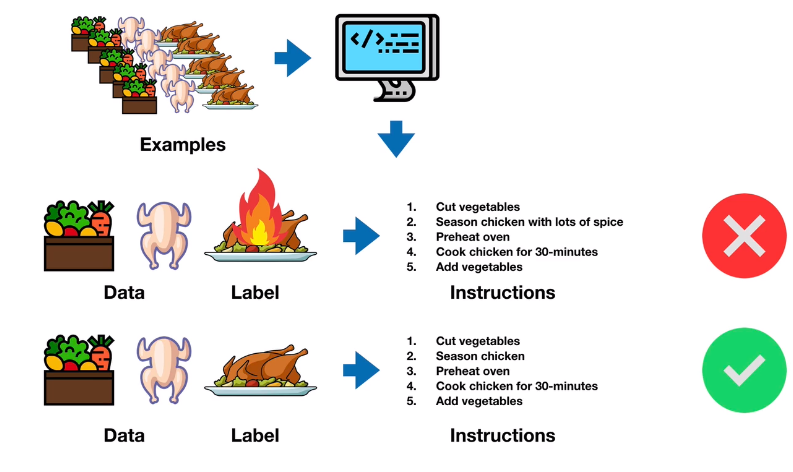 Examples
1. Cut vegetables
2. Season chicken with lots of spice
3. Preheat oven
4. Cook chicken for 30-minutes
5. Add vegetables
Data Label Instructions
1. Cut vegetables
2. Season chicken
3. Preheat oven
4. Cook chicken for 30-minutes
5. Add vegetables
Data Label Instructions